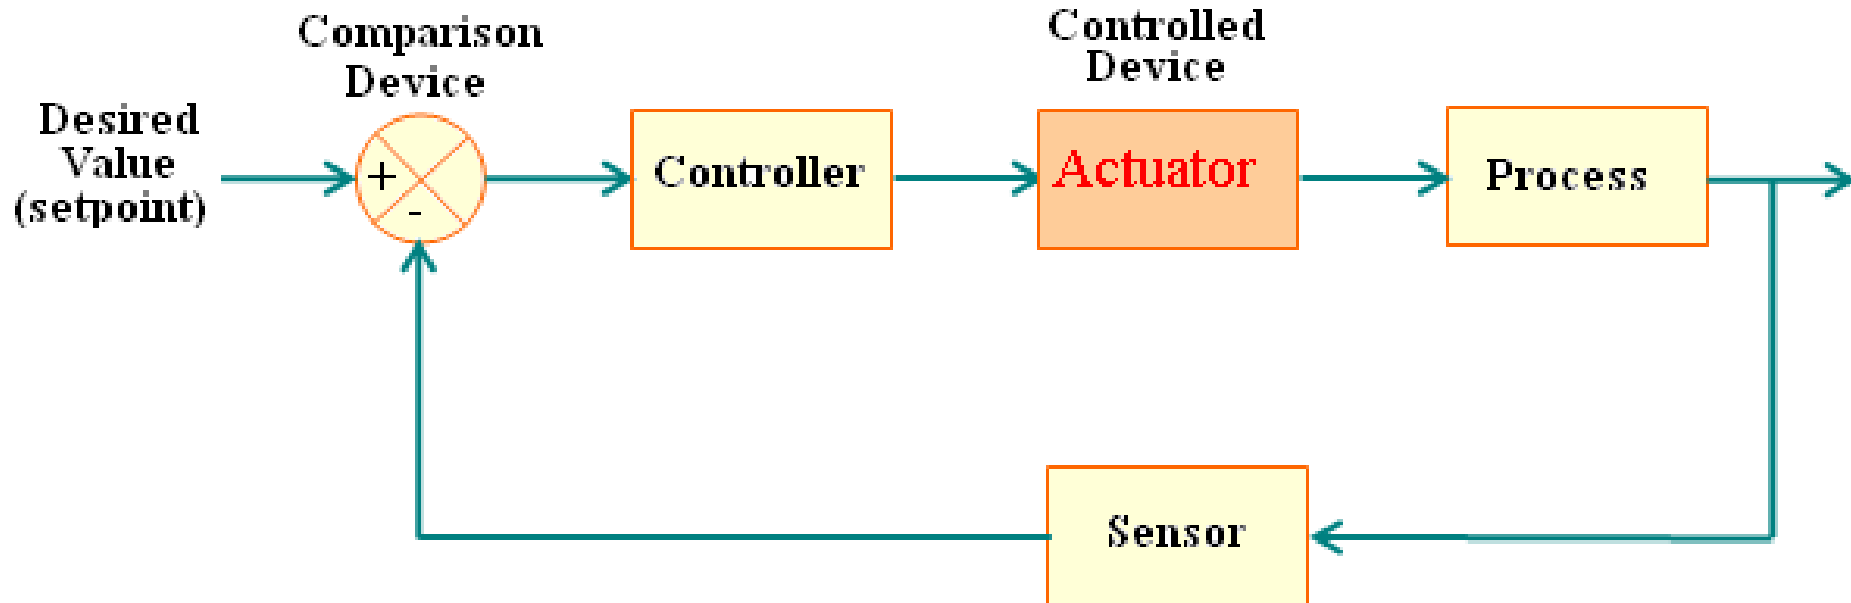 Comparison
Device
Controlled
Device
Desired
Value
(setpoint)
+
-
Controller
Actuator
Process
Sensor